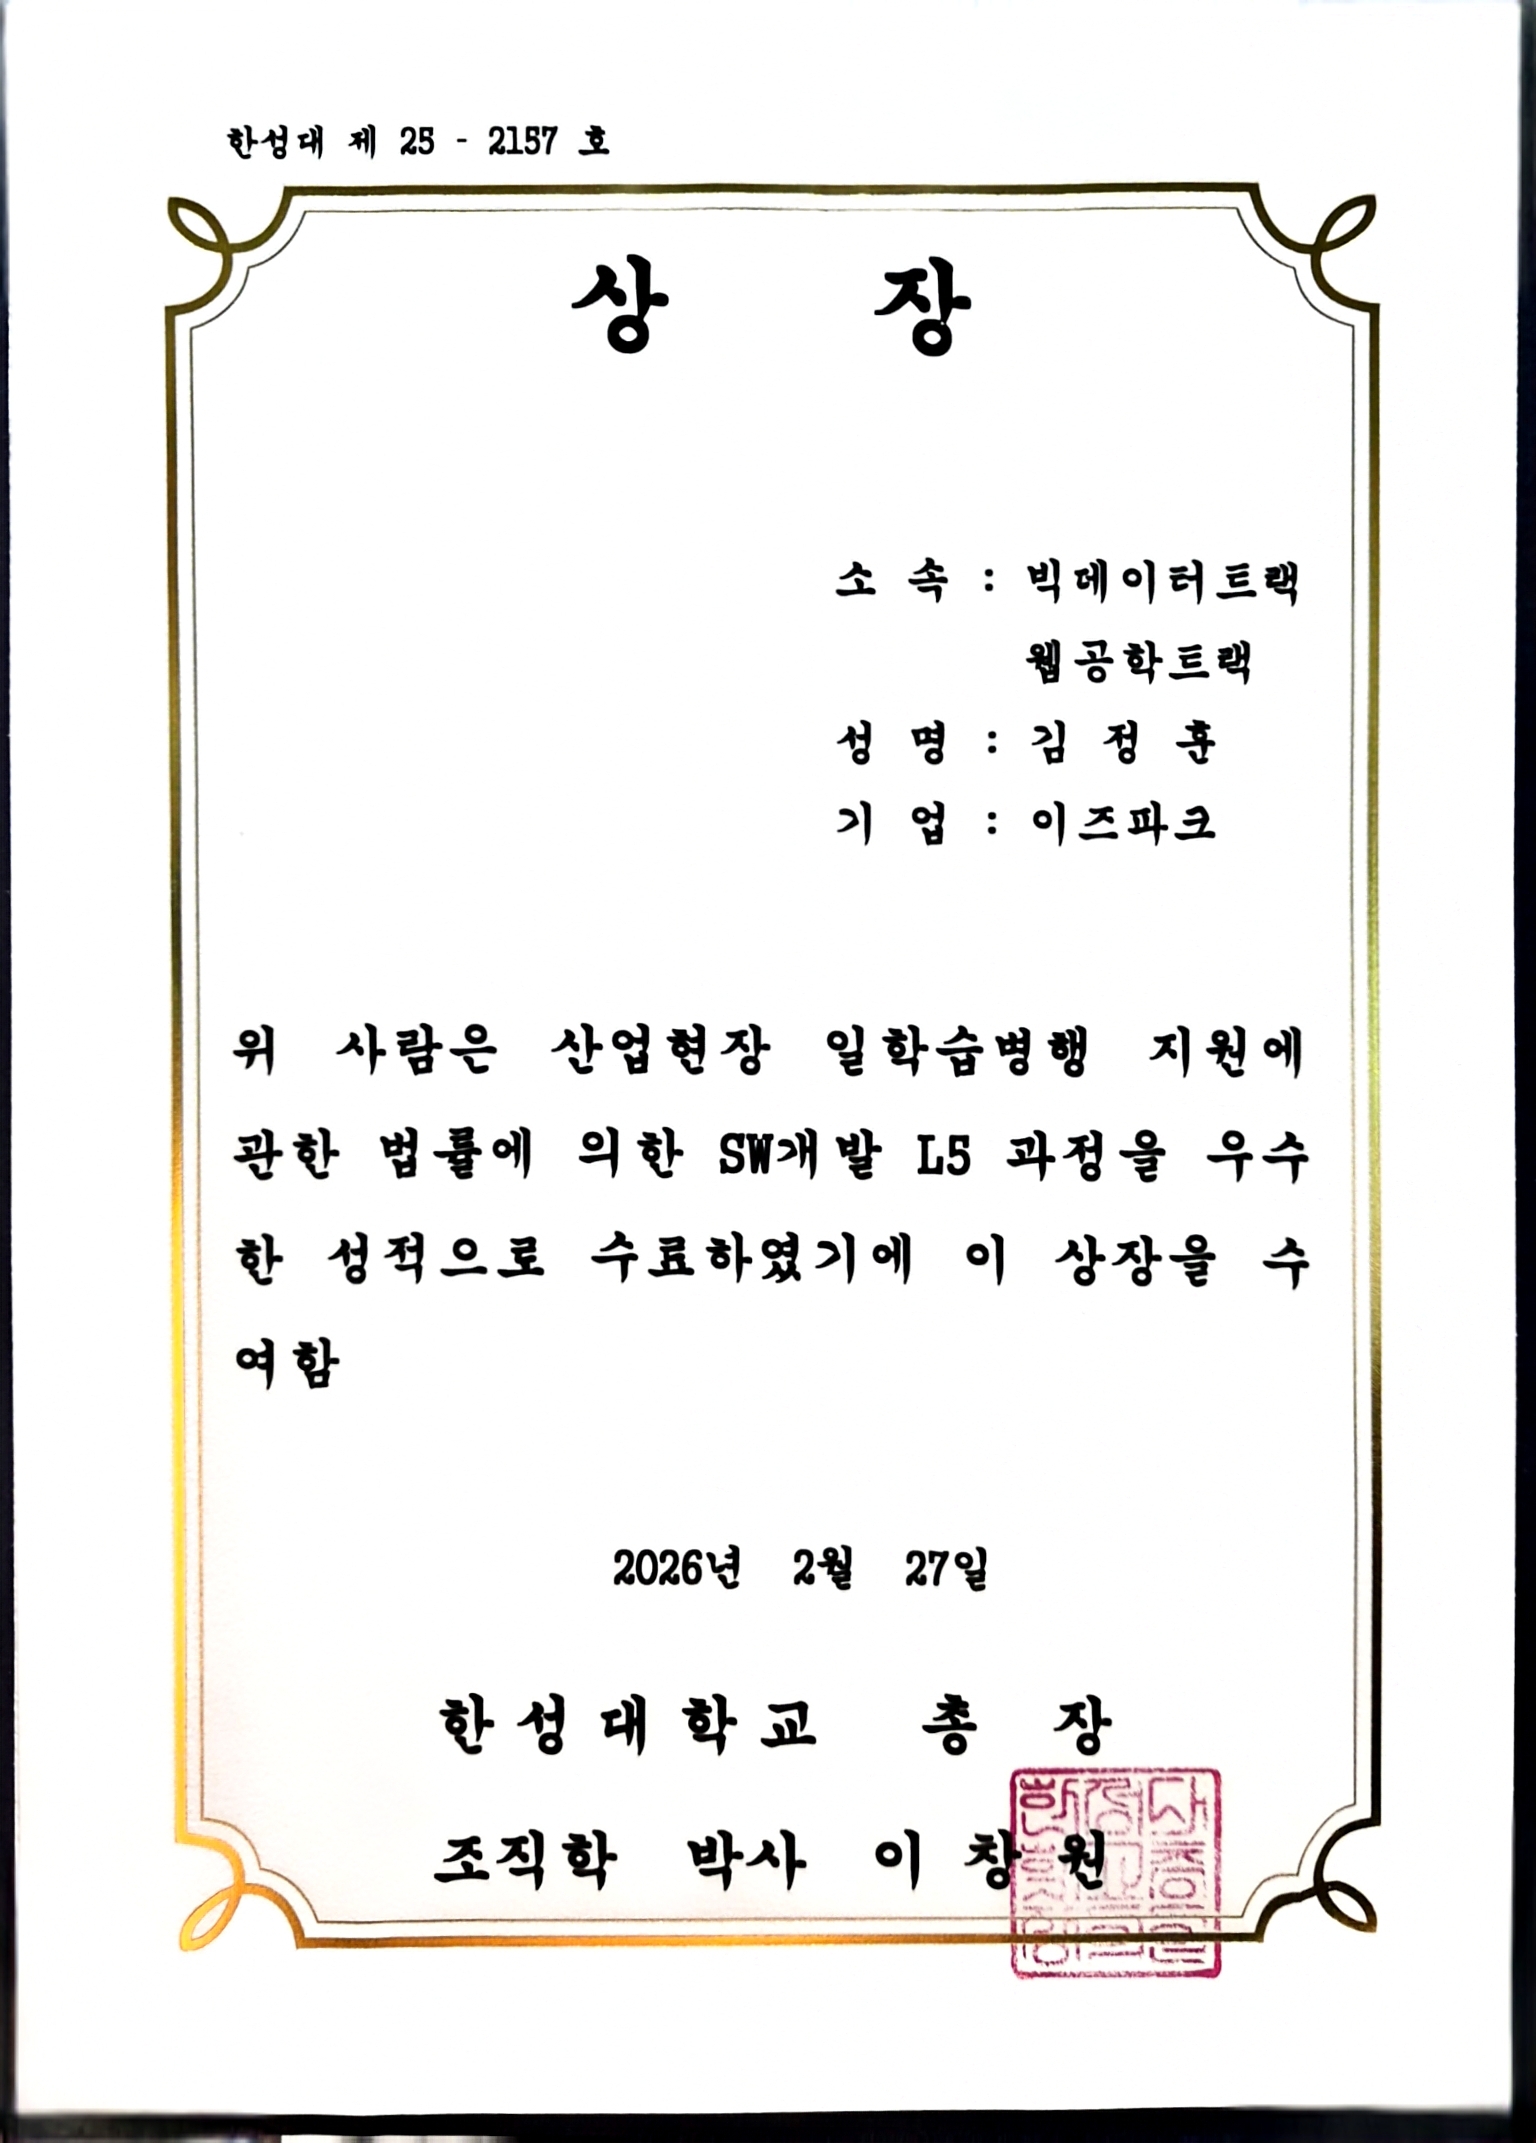 한성대 제 25 - 2157 호
상 장
소 속 : 빅데이터트랙
웹공학트랙
성 명 : 김 정 훈
기 업 : 이즈파크
위 사람은 산업현장 일학습병행 지원에
관한 법률에 의한 SW개발 L5 과정을 우수
한 성적으로 수료하였기에 이 상장을 수
여함
2026년 2월 27일
한성대학교 총 장
조직학 박사 이 창 원